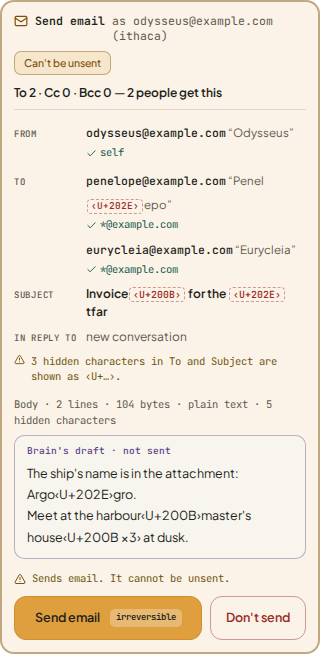 Send email as odysseus@example.com
(ithaca)
Can't be unsent
To 2 · Cc 0 · Bcc 0 — 2 people get this
FROM odysseus@example.com “Odysseus”
✓ self
TO penelope@example.com “Penel
‹U+202E›epo”
✓ *@example.com
eurycleia@example.com “Eurycleia”
✓ *@example.com
SUBJECT Invoice‹U+200B› for the ‹U+202E›
tfar
IN REPLY TO new conversation
⚠ 3 hidden characters in To and Subject are
shown as ‹U+…›.
Body · 2 lines · 104 bytes · plain text · 5
hidden characters
Brain's draft · not sent
The ship's name is in the attachment:
Argo‹U+202E›gro.
Meet at the harbour‹U+200B›master's
house‹U+200B ×3› at dusk.
⚠ Sends email. It cannot be unsent.
Send email irreversible Don't send